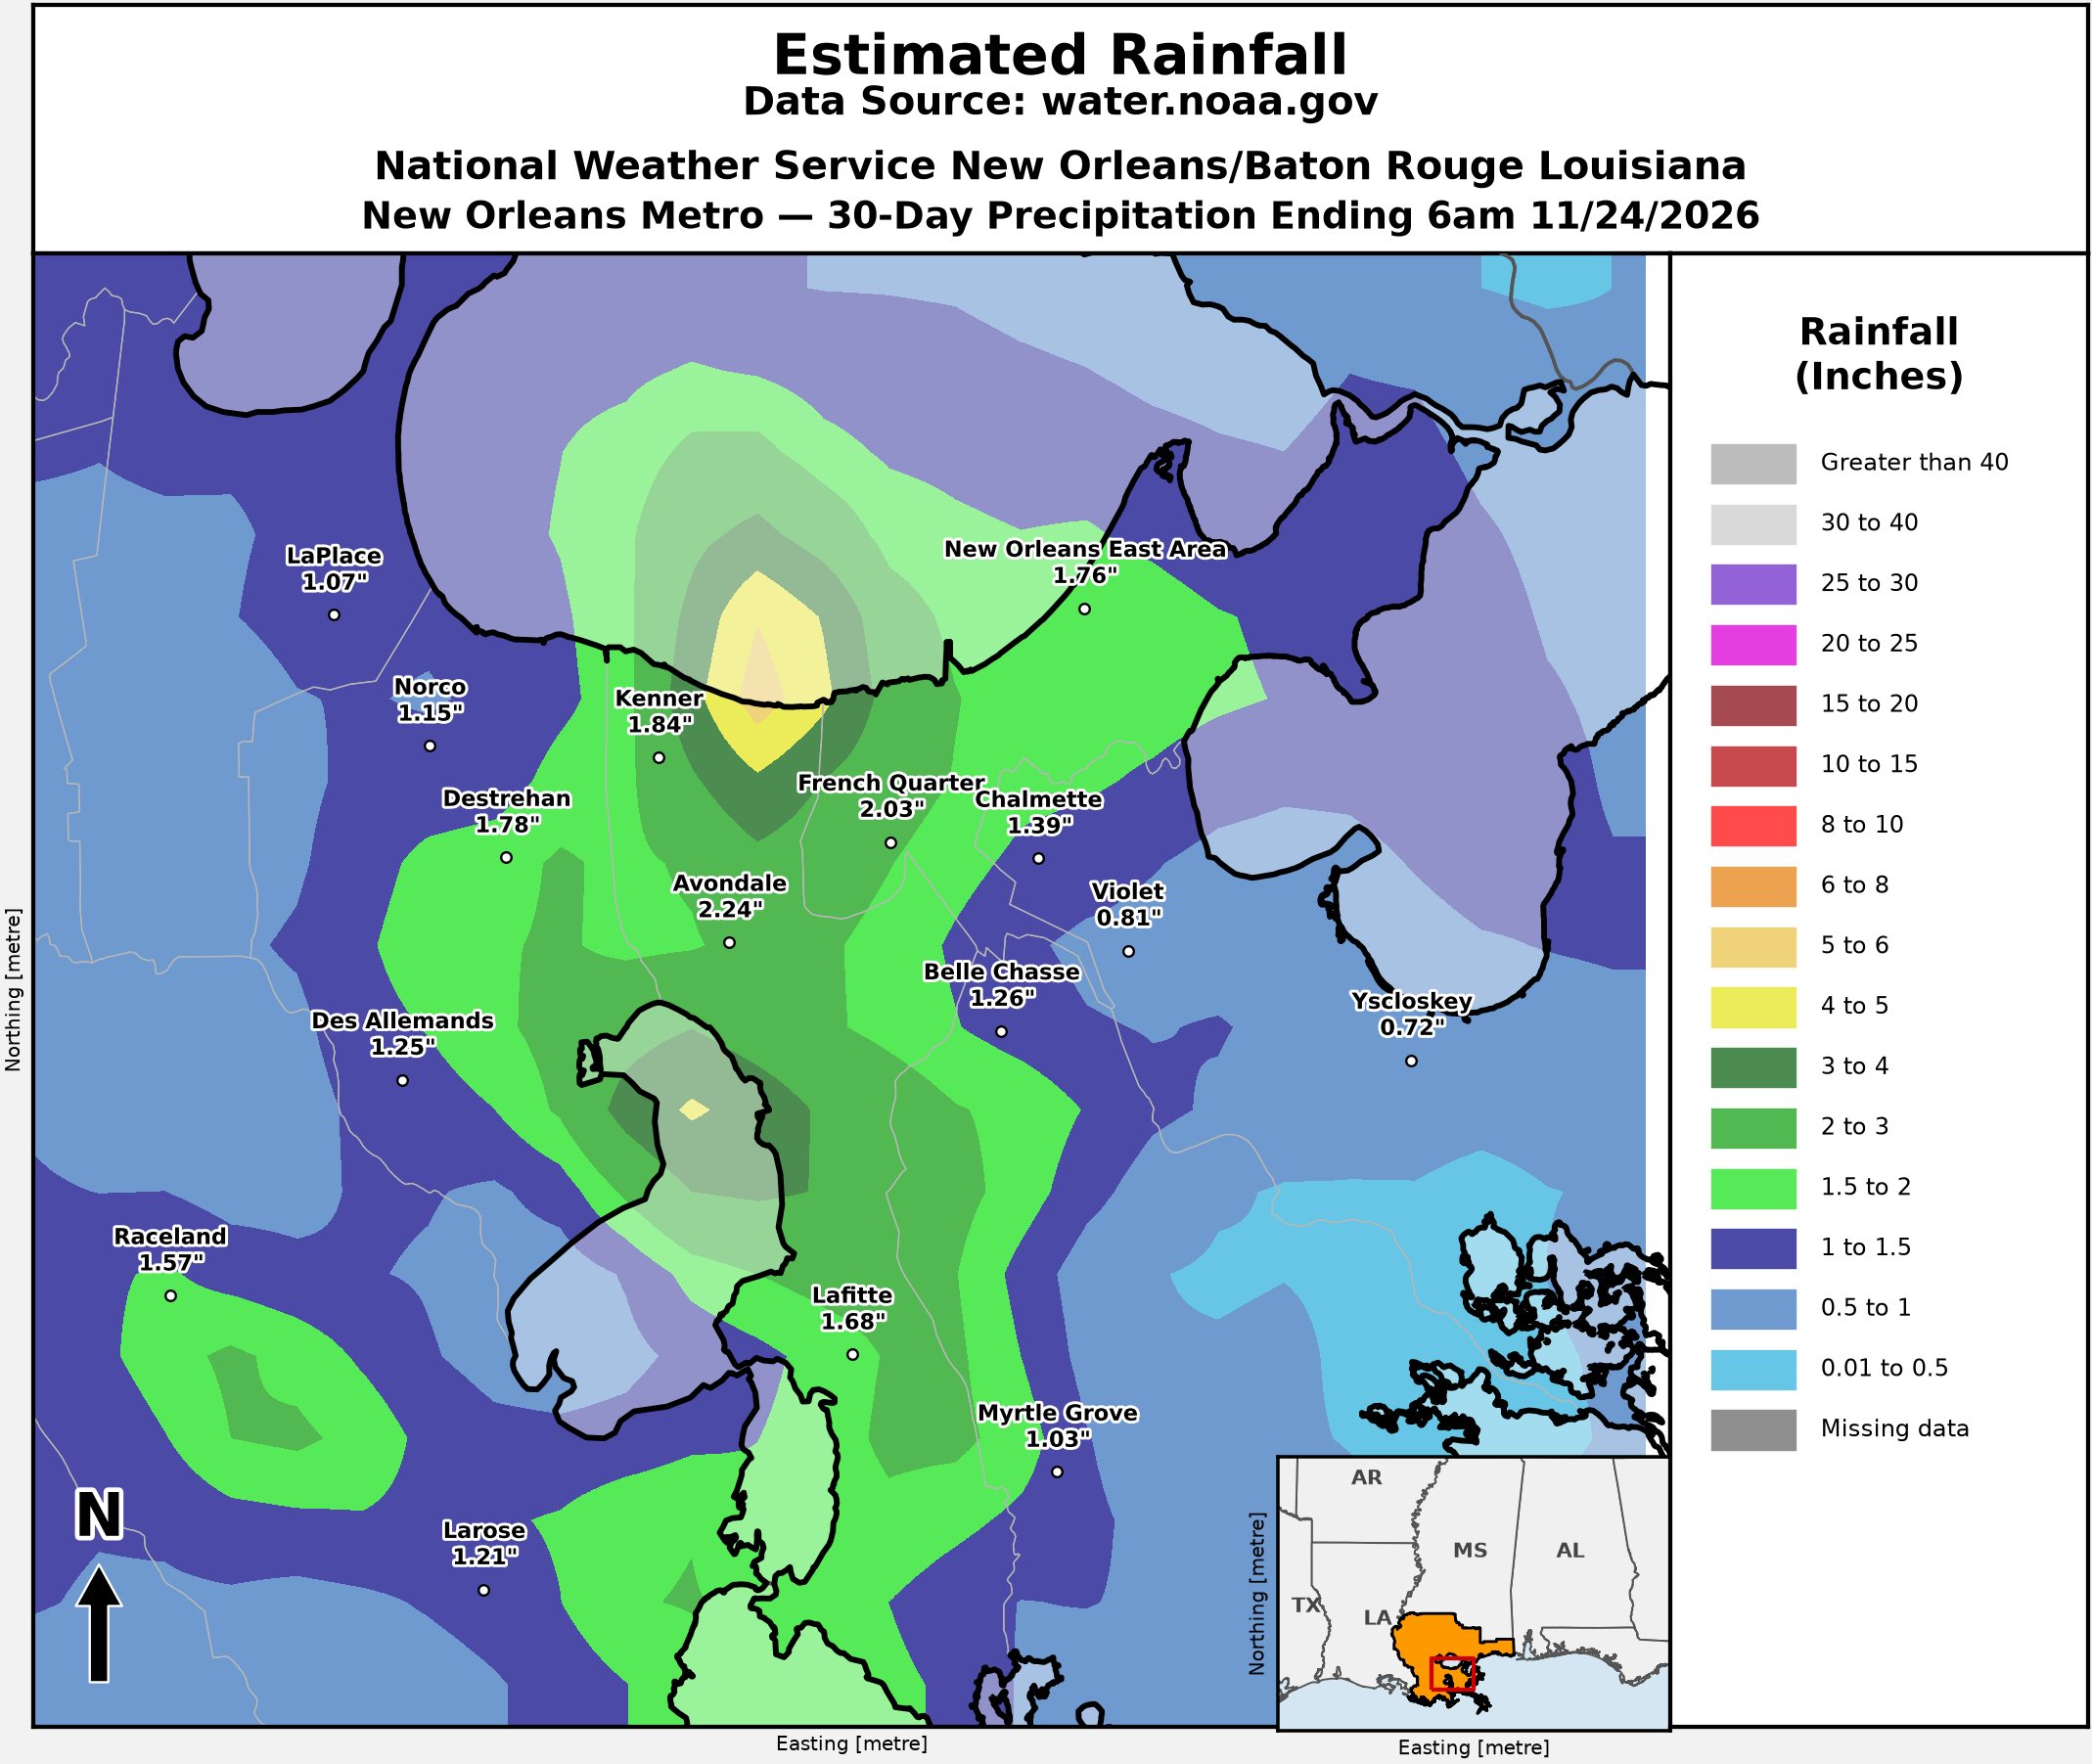 Estimated Rainfall
Data Source: water.noaa.gov
National Weather Service New Orleans/Baton Rouge Louisiana
New Orleans Metro — 30-Day Precipitation Ending 6am 11/24/2026
Rainfall
(Inches)
Greater than 40
30 to 40
25 to 30
20 to 25
15 to 20
10 to 15
8 to 10
6 to 8
5 to 6
4 to 5
3 to 4
2 to 3
1.5 to 2
1 to 1.5
0.5 to 1
0.01 to 0.5
Missing data
New Orleans East Area
1.76"
LaPlace
1.07"
Norco
1.15"
Kenner
1.84"
French Quarter
2.03"
Destrehan
1.78"
Chalmette
1.39"
Avondale
2.24"
Violet
0.81"
Belle Chasse
1.26"
Yscloskey
0.72"
Des Allemands
1.25"
Raceland
1.57"
Lafitte
1.68"
Myrtle Grove
1.03"
Larose
1.21"
N
AR
MS
AL
TX
LA
Northing [metre]
Easting [metre]
Northing [metre]
Easting [metre]